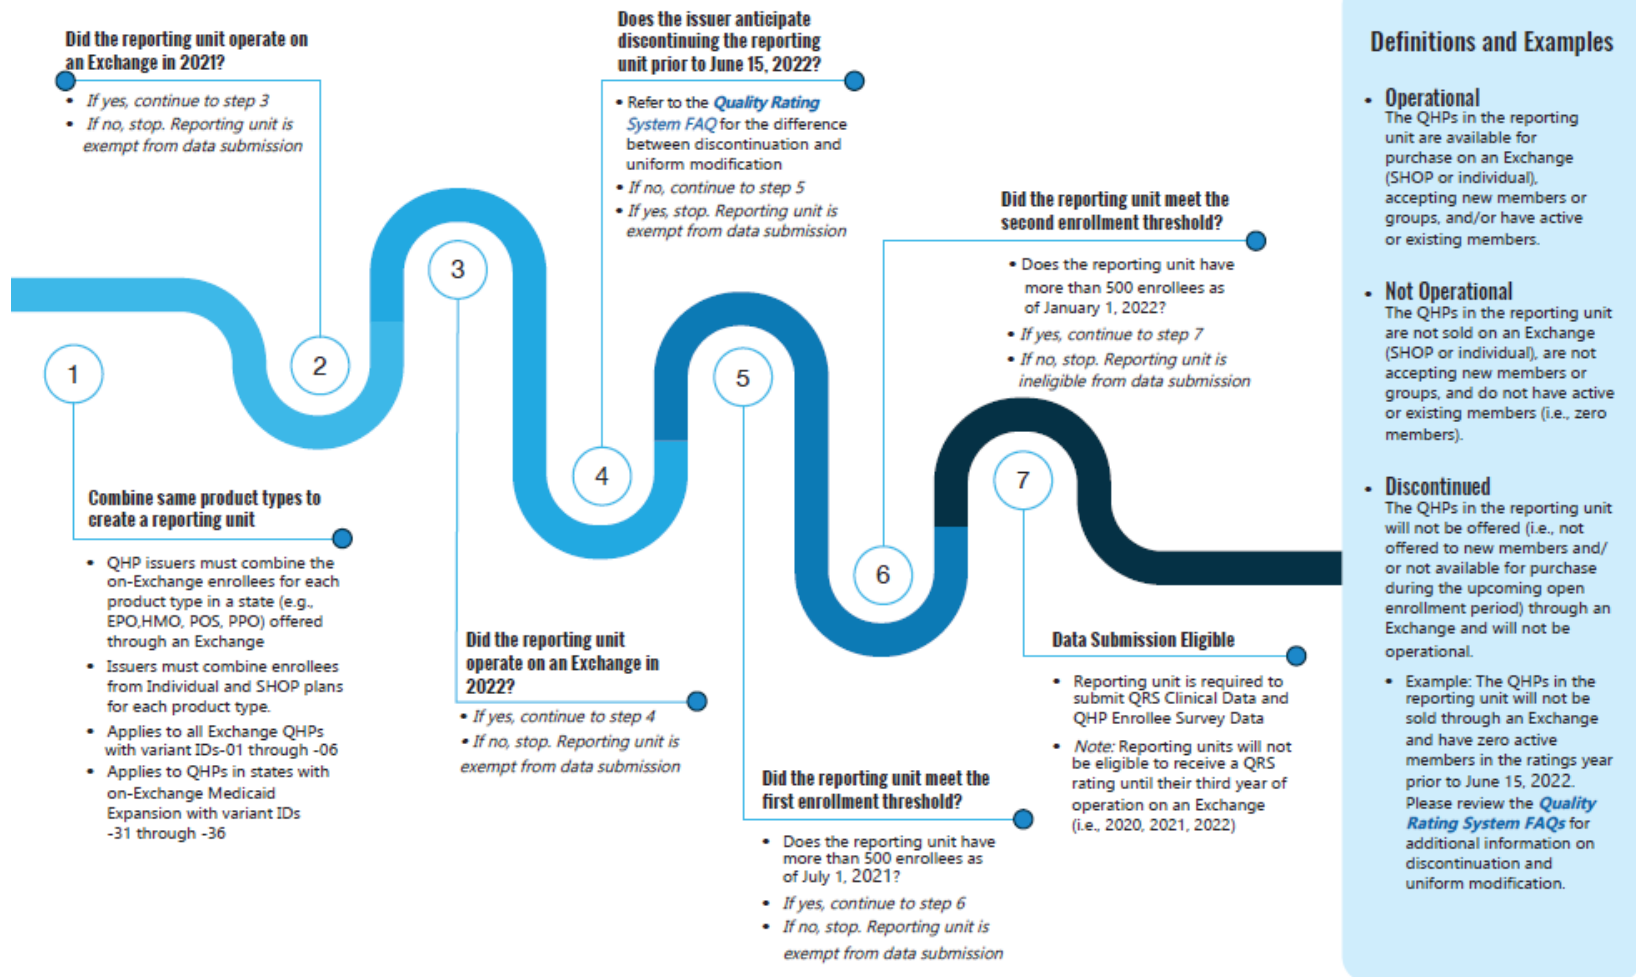 1
Combine same product types to
create a reporting unit
• QHP issuers must combine the
on-Exchange enrollees for each
product type in a state (e.g.,
EPO,HMO, POS, PPO) offered
through an Exchange
• Issuers must combine enrollees
from Individual and SHOP plans
for each product type.
• Applies to all Exchange QHPs
with variant IDs-01 through -06
• Applies to QHPs in states with
on-Exchange Medicaid
Expansion with variant IDs
-31 through -36
2
Did the reporting unit operate on
an Exchange in 2021?
• If yes, continue to step 3
• If no, stop. Reporting unit is
exempt from data submission
3
Did the reporting unit
operate on an Exchange in
2022?
• If yes, continue to step 4
• If no, stop. Reporting unit is
exempt from data submission
4
Does the issuer anticipate
discontinuing the reporting
unit prior to June 15, 2022?
• Refer to the Quality Rating
System FAQ for the difference
between discontinuation and
uniform modification
• If no, continue to step 5
• If yes, stop. Reporting unit is
exempt from data submission
5
Did the reporting unit meet the
first enrollment threshold?
• Does the reporting unit have
more than 500 enrollees as
of July 1, 2021?
• If yes, continue to step 6
• If no, stop. Reporting unit is
exempt from data submission
6
Did the reporting unit meet the
second enrollment threshold?
• Does the reporting unit have
more than 500 enrollees as
of January 1, 2022?
• If yes, continue to step 7
• If no, stop. Reporting unit is
ineligible from data submission
7
Data Submission Eligible
• Reporting unit is required to
submit QRS Clinical Data and
QHP Enrollee Survey Data
• Note: Reporting units will not
be eligible to receive a QRS
rating until their third year of
operation on an Exchange
(i.e., 2020, 2021, 2022)
Definitions and Examples
• Operational
The QHPs in the reporting
unit are available for
purchase on an Exchange
(SHOP or individual),
accepting new members or
groups, and/or have active
or existing members.
• Not Operational
The QHPs in the reporting unit
are not sold on an Exchange
(SHOP or individual), are not
accepting new members or
groups, and do not have active
or existing members (i.e., zero
members).
• Discontinued
The QHPs in the reporting unit
will not be offered (i.e., not
offered to new members and/
or not available for purchase
during the upcoming open
enrollment period) through an
Exchange and will not be
operational.
• Example: The QHPs in the
reporting unit will not be
sold through an Exchange
and have zero active
members in the ratings year
prior to June 15, 2022.
Please review the Quality
Rating System FAQs for
additional information on
discontinuation and
uniform modification.